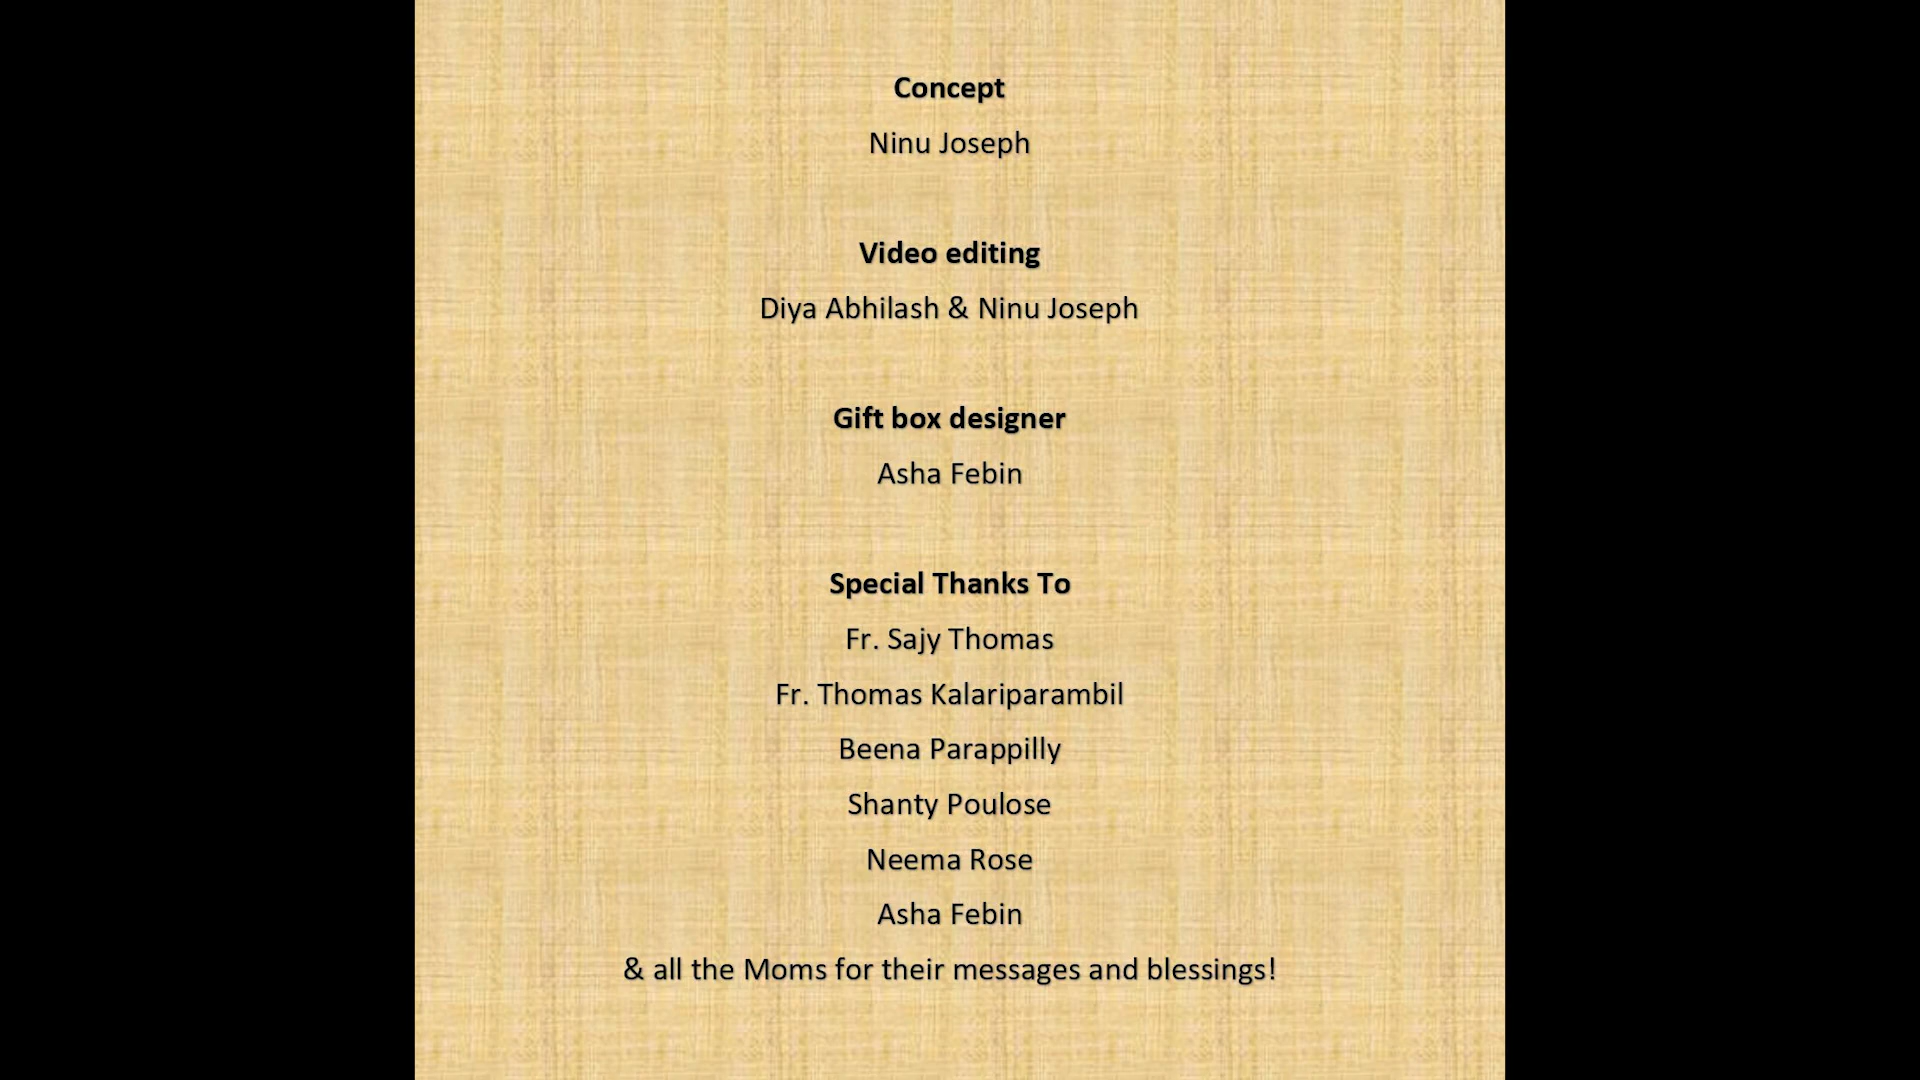 Concept
Ninu Joseph
Video editing
Diya Abhilash & Ninu Joseph
Gift box designer
Asha Febin
Special Thanks To
Fr. Sajy Thomas
Fr. Thomas Kalariparambil
Beena Parappilly
Shanty Poulose
Neema Rose
Asha Febin
& all the Moms for their messages and blessings!